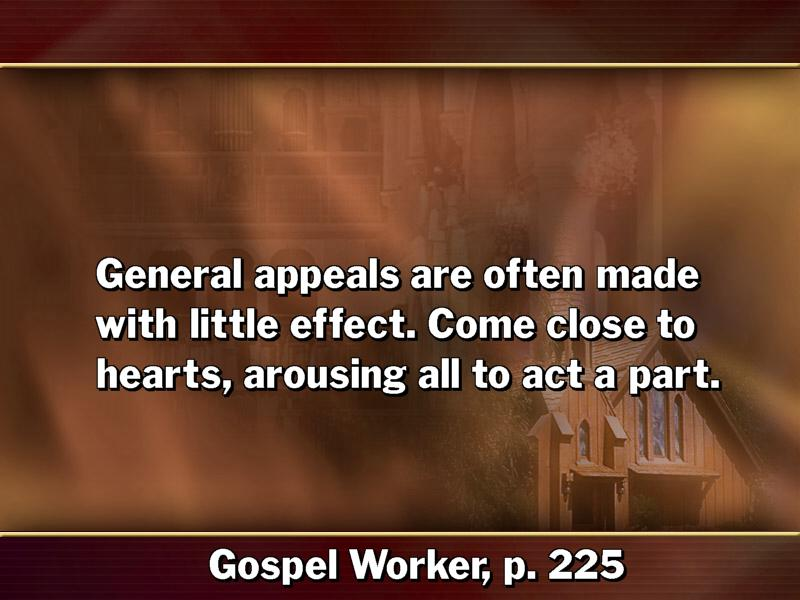 General appeals are often made
with little effect. Come close to
hearts, arousing all to act a part.
Gospel Worker, p. 225